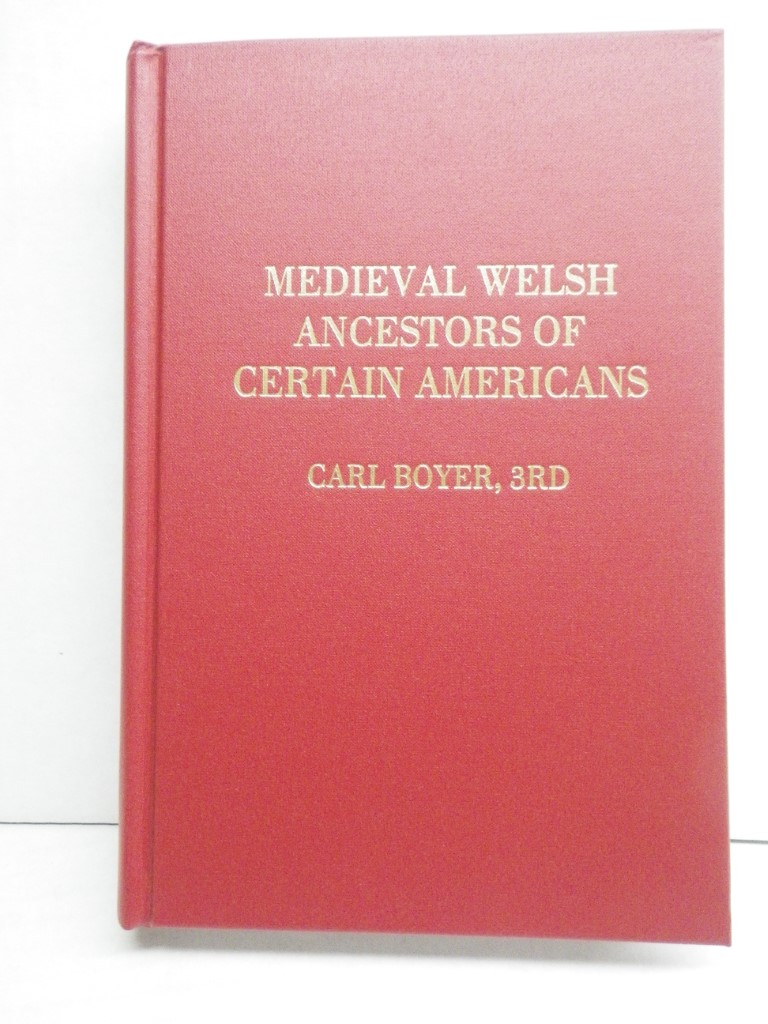 MEDIEVAL WELSH
ANCESTORS OF
CERTAIN AMERICANS
CARL BOYER, 3RD